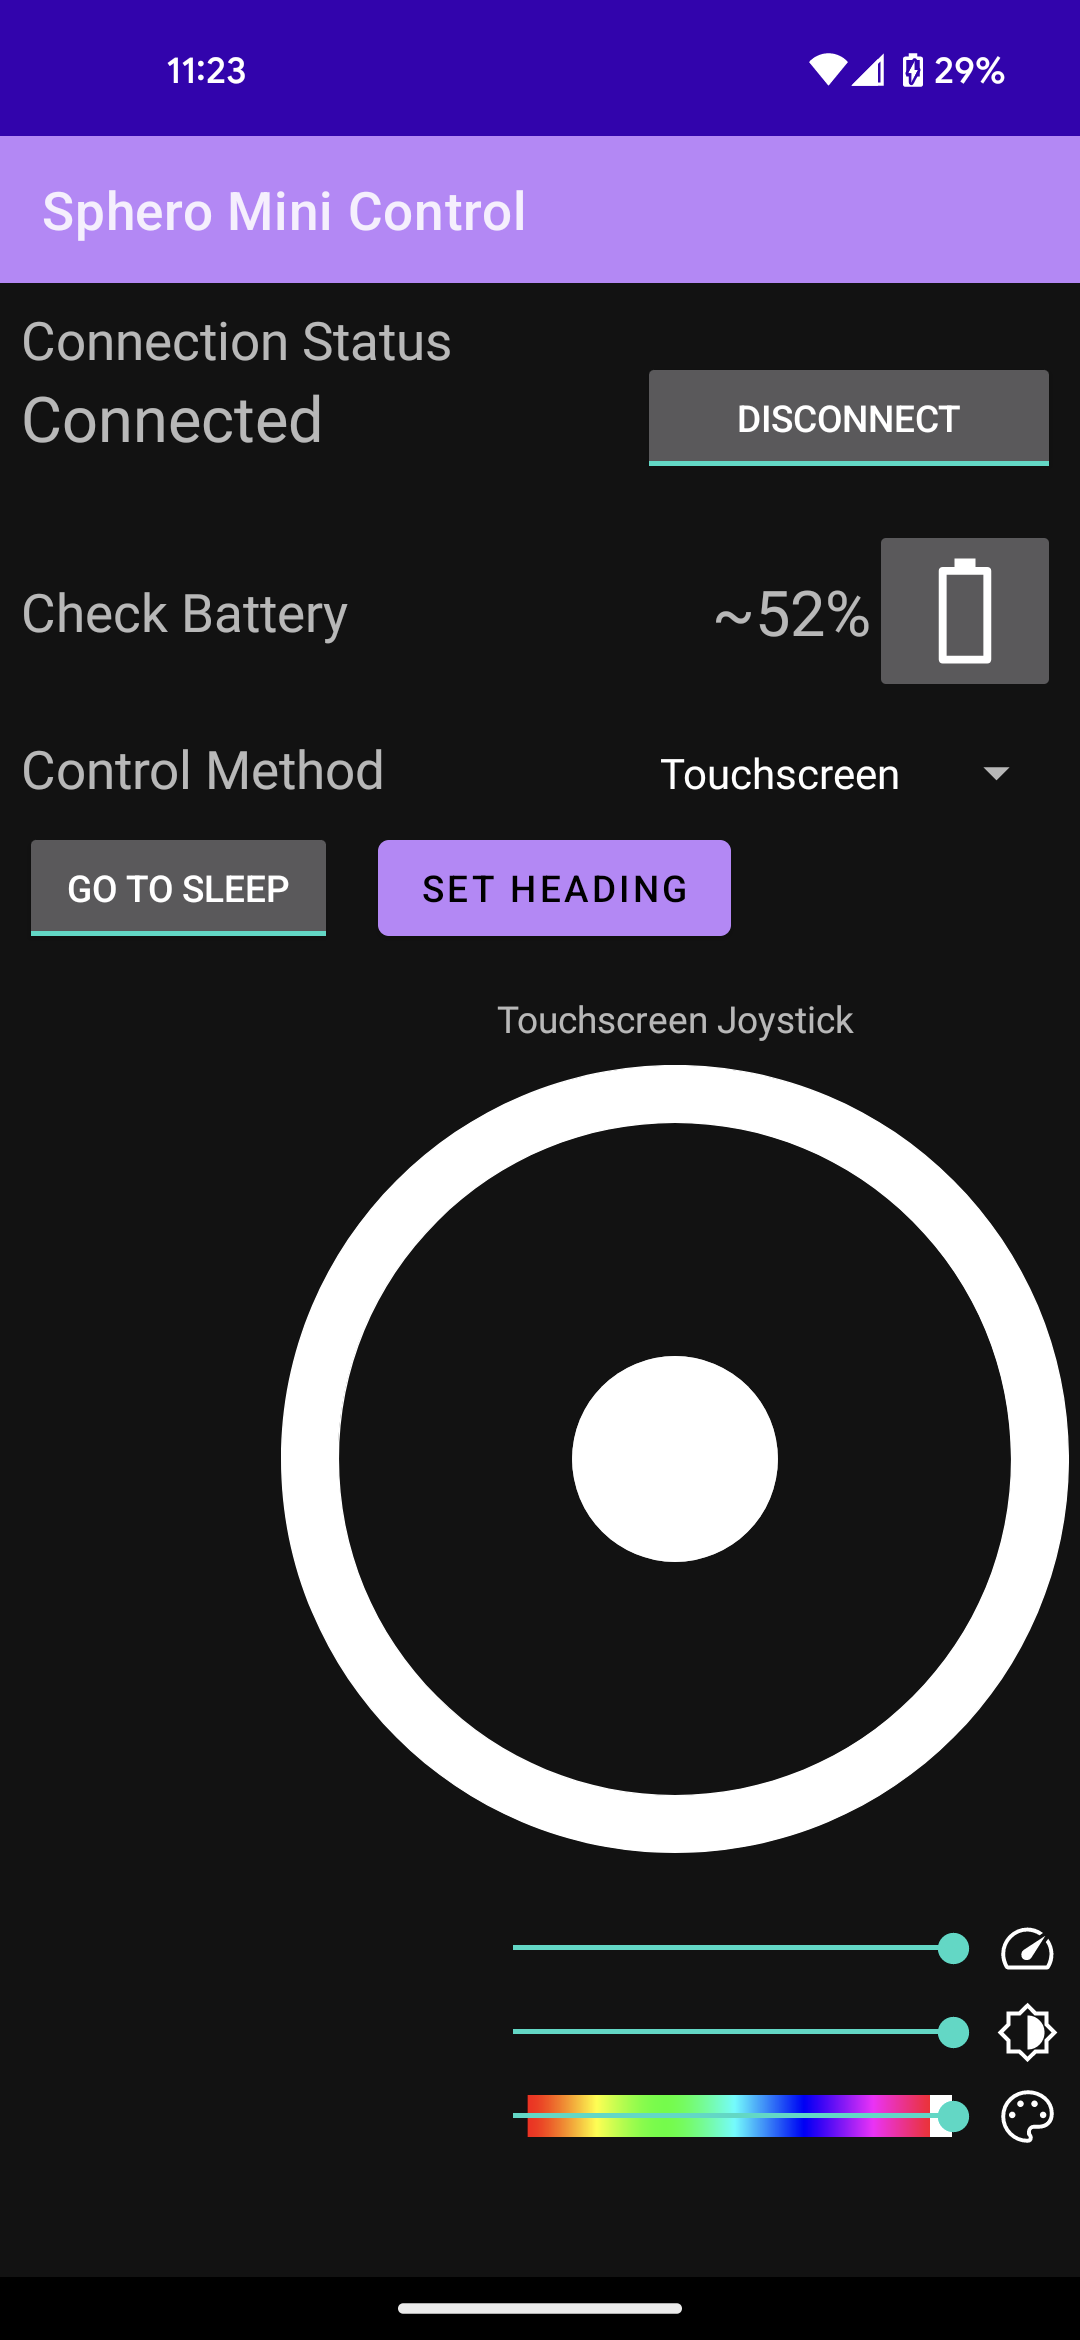 11:23 29%
Sphero Mini Control
Connection Status
Connected DISCONNECT
Check Battery ~52%
Control Method Touchscreen
GO TO SLEEP SET HEADING
Touchscreen Joystick